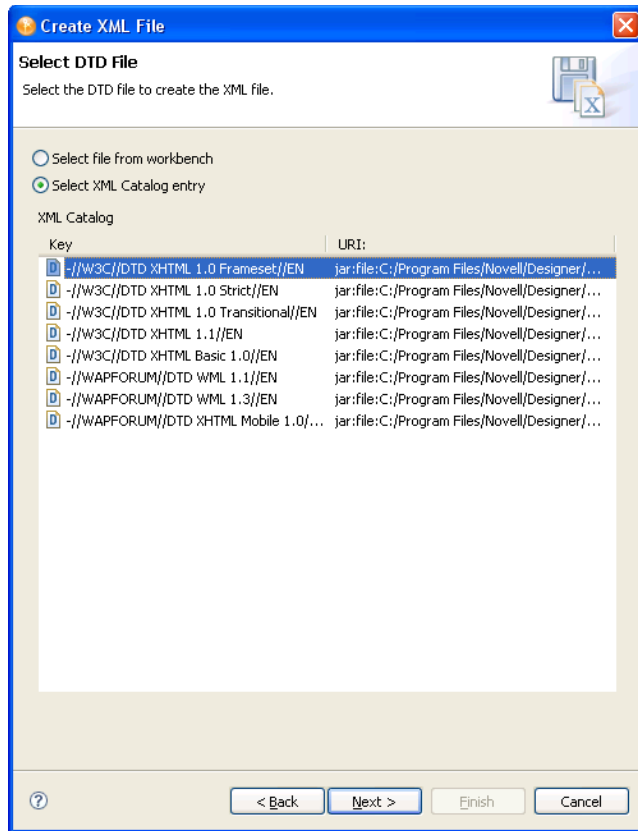 Create XML File
Select DTD File
Select the DTD file to create the XML file.
X
Select file from workbench
Select XML Catalog entry
XML Catalog
Key URI:
D -//W3C//DTD XHTML 1.0 Frameset//EN jar:file:C:/Program Files/Novell/Designer/...
D -//W3C//DTD XHTML 1.0 Strict//EN jar:file:C:/Program Files/Novell/Designer/...
D -//W3C//DTD XHTML 1.0 Transitional//EN jar:file:C:/Program Files/Novell/Designer/...
D -//W3C//DTD XHTML 1.1//EN jar:file:C:/Program Files/Novell/Designer/...
D -//W3C//DTD XHTML Basic 1.0//EN jar:file:C:/Program Files/Novell/Designer/...
D -//WAPFORUM//DTD WML 1.1//EN jar:file:C:/Program Files/Novell/Designer/...
D -//WAPFORUM//DTD WML 1.3//EN jar:file:C:/Program Files/Novell/Designer/...
D -//WAPFORUM//DTD XHTML Mobile 1.0/... jar:file:C:/Program Files/Novell/Designer/...
? < Back Next > Finish Cancel